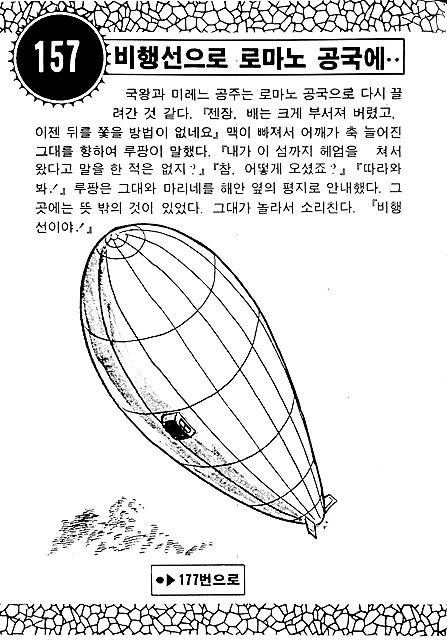 157
비행선으로 로마노 공국에··
국왕과 미레느 공주는 로마노 공국으로 다시 끌
려간 것 같다. 『젠장, 배는 크게 부서져 버렸고,
이젠 뒤를 쫓을 방법이 없네요』 맥이 빠져서 어깨가 축 늘어진
그대를 향하여 루팡이 말했다. 『내가 이 섬까지 헤엄을 쳐서
왔다고 말을 한 적은 없지?』 『참, 어떻게 오셨죠?』 『따라와
봐!』 루팡은 그대와 마리네를 해안 옆의 평지로 안내했다. 그
곳에는 뜻 밖의 것이 있었다. 그대가 놀라서 소리친다. 『비행
선이야!』
●▶177번으로